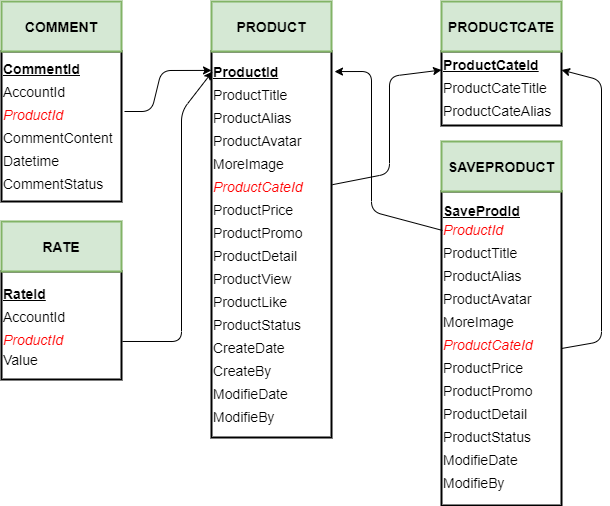 COMMENT
CommentId
AccountId
ProductId
CommentContent
Datetime
CommentStatus
RATE
RateId
AccountId
ProductId
Value
PRODUCT
ProductId
ProductTitle
ProductAlias
ProductAvatar
MoreImage
ProductCateId
ProductPrice
ProductPromo
ProductDetail
ProductView
ProductLike
ProductStatus
CreateDate
CreateBy
ModifieDate
ModifieBy
PRODUCTCATE
ProductCateId
ProductCateTitle
ProductCateAlias
SAVEPRODUCT
SaveProdId
ProductId
ProductTitle
ProductAlias
ProductAvatar
MoreImage
ProductCateId
ProductPrice
ProductPromo
ProductDetail
ProductStatus
ModifieDate
ModifieBy